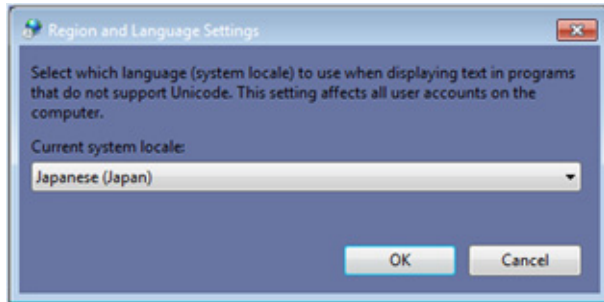 Region and Language Settings
Select which language (system locale) to use when displaying text in programs
that do not support Unicode. This setting affects all user accounts on the
computer.
Current system locale:
Japanese (Japan)
OK Cancel